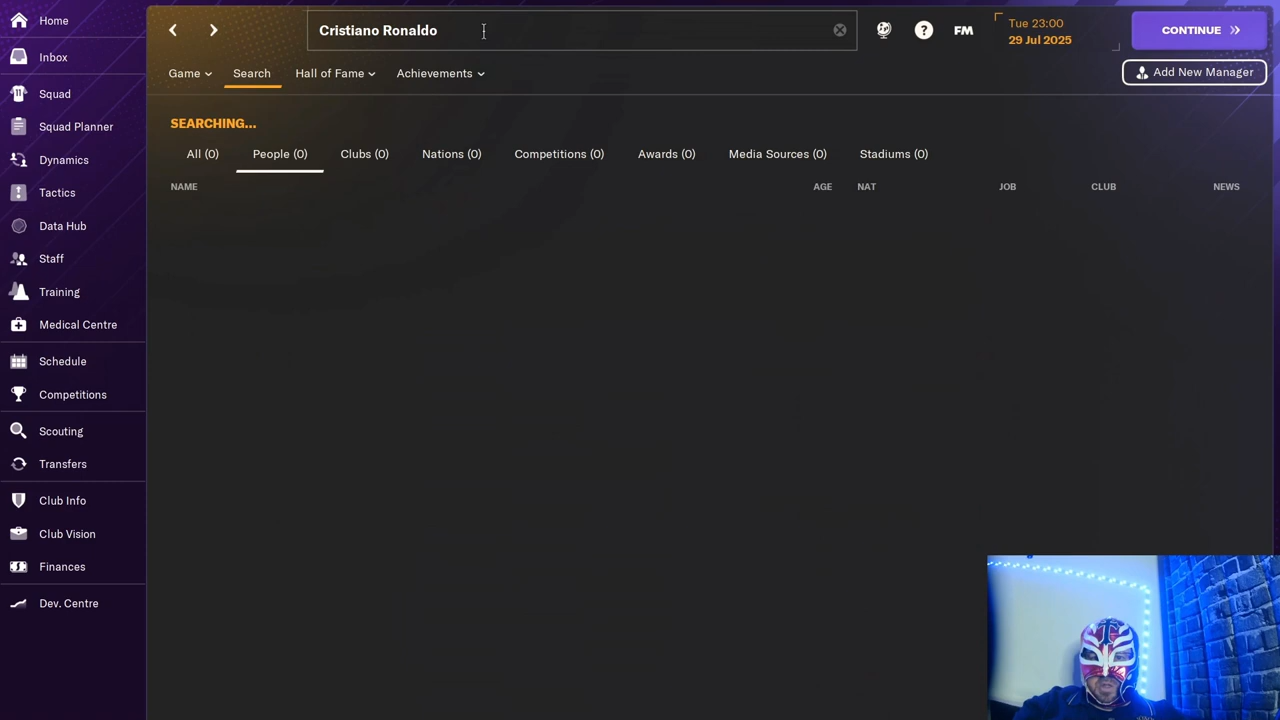 Home
Inbox
Squad
Squad Planner
Dynamics
Tactics
Data Hub
Staff
Training
Medical Centre
Schedule
Competitions
Scouting
Transfers
Club Info
Club Vision
Finances
Dev. Centre
Cristiano Ronaldo
?
FM
Tue 23:00
29 Jul 2025
CONTINUE
Game Search Hall of Fame Achievements
Add New Manager
SEARCHING...
All (0) People (0) Clubs (0) Nations (0) Competitions (0) Awards (0) Media Sources (0) Stadiums (0)
NAME AGE NAT JOB CLUB NEWS